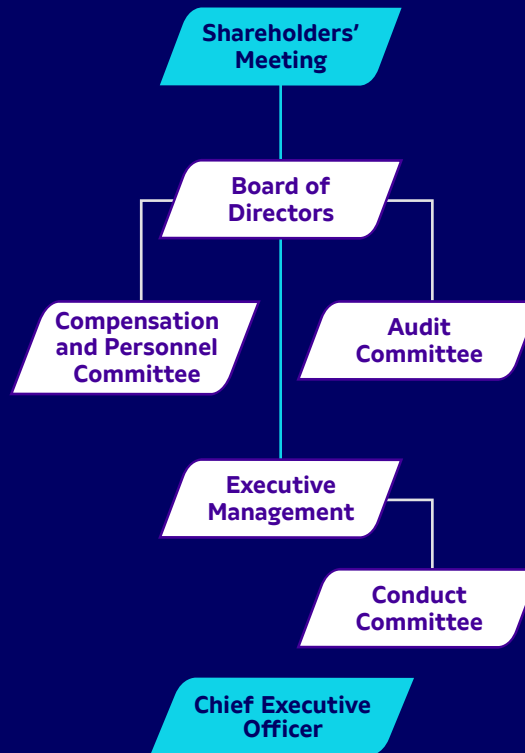 Shareholders’
Meeting
Board of
Directors
Compensation
and Personnel
Committee
Audit
Committee
Executive
Management
Conduct
Committee
Chief Executive
Officer